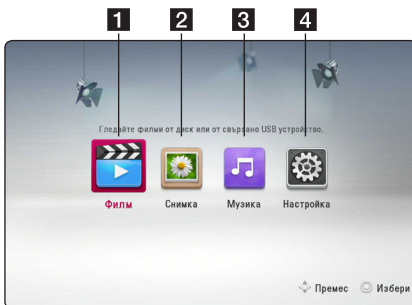 1 2 3 4
Гледайте филми от диск или от свързано USB устройство.
Филм Снимка Музика Настройка
Премес Избери